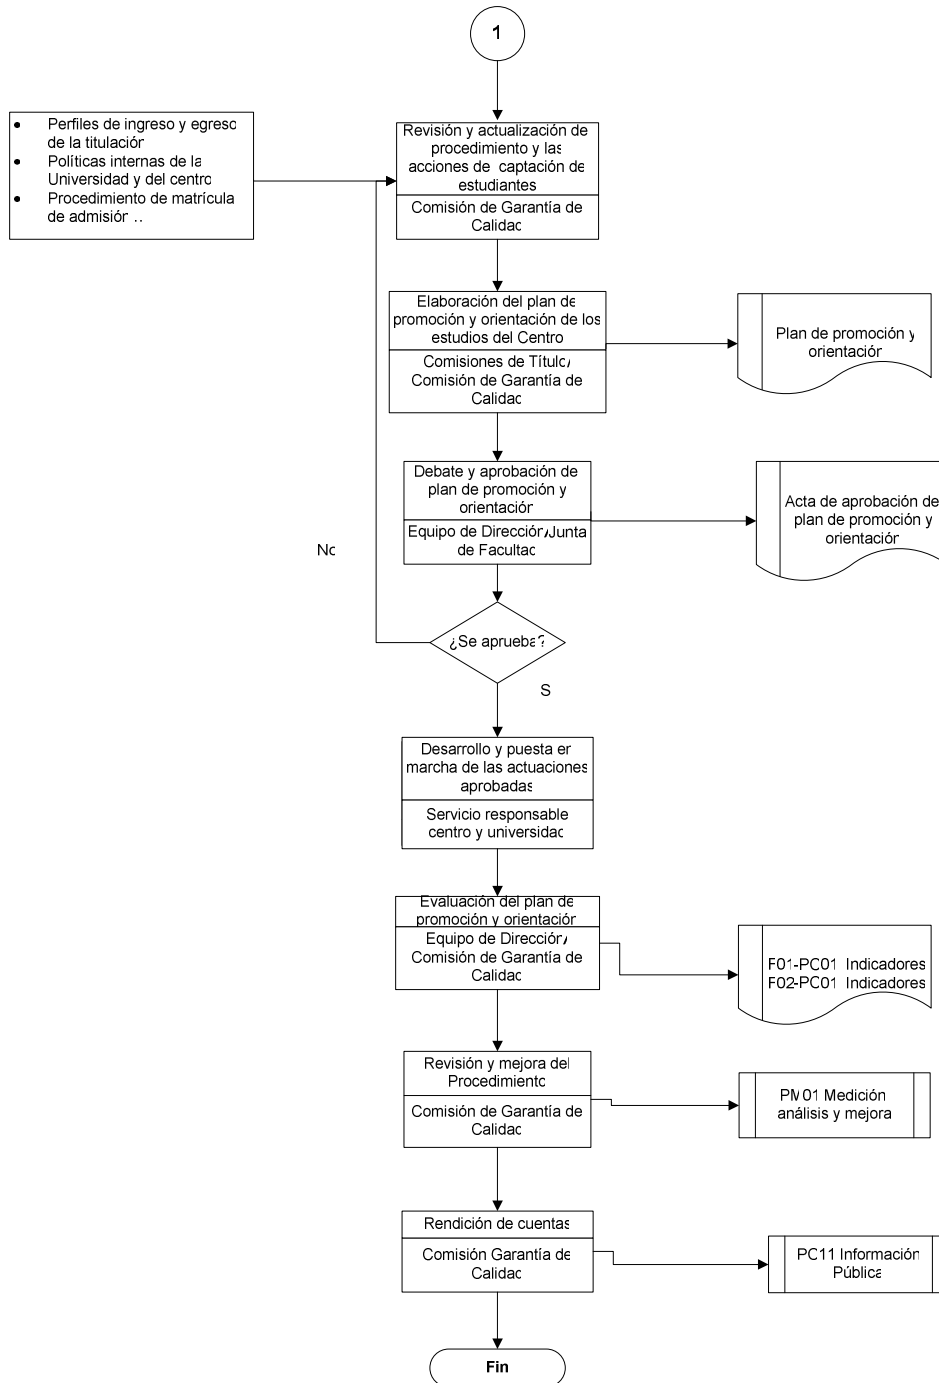 1
• Perfiles de ingreso y egreso
de la titulación
• Políticas internas de la
Universidad y del centro
• Procedimiento de matrícula
de admisión ..
Revisión y actualización de
procedimiento y las
acciones de captación de
estudiantes
Comisión de Garantía de
Calidad
Elaboración del plan de
promoción y orientación de los
estudios del Centro
Comisiones de Título/
Comisión de Garantía de
Calidad
Plan de promoción y
orientación
Debate y aprobación de
plan de promoción y
orientación
Equipo de Dirección/Junta
de Facultad
Acta de aprobación de
plan de promoción y
orientación
No
¿Se aprueba?
S
Desarrollo y puesta en
marcha de las actuaciones
aprobadas
Servicio responsable
centro y universidad
Evaluación del plan de
promoción y orientación
Equipo de Dirección/
Comisión de Garantía de
Calidad
F01-PC01 Indicadores
F02-PC01 Indicadores
Revisión y mejora del
Procedimiento
Comisión de Garantía de
Calidad
PM01 Medición
análisis y mejora
Rendición de cuentas
Comisión Garantía de
Calidad
PC11 Información
Pública
Fin